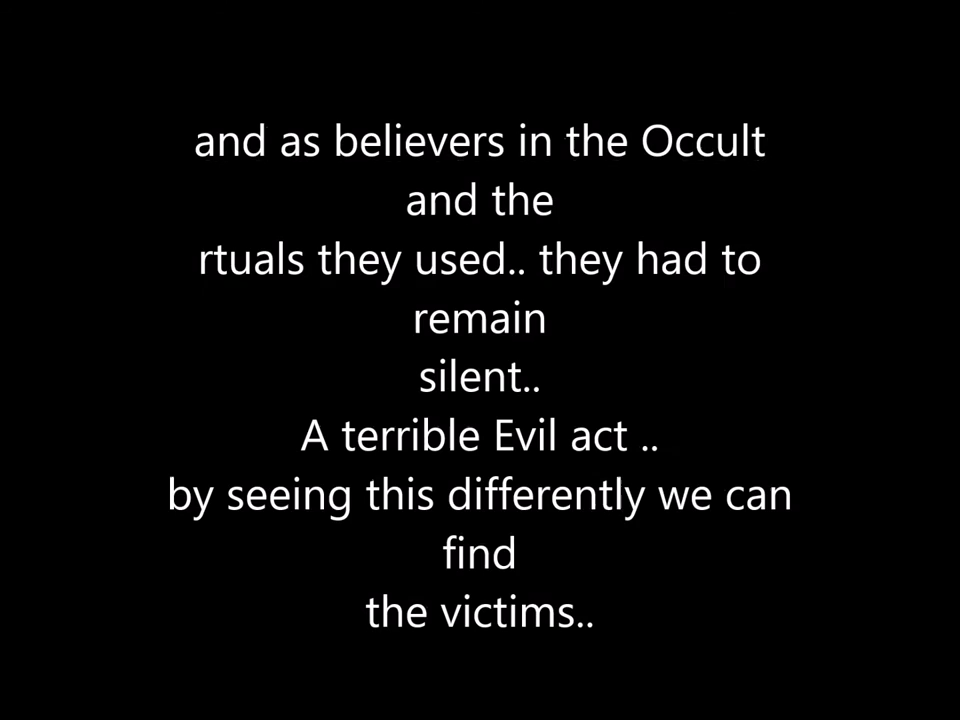 and as believers in the Occult
and the
rtuals they used.. they had to
remain
silent..
A terrible Evil act ..
by seeing this differently we can
find
the victims..